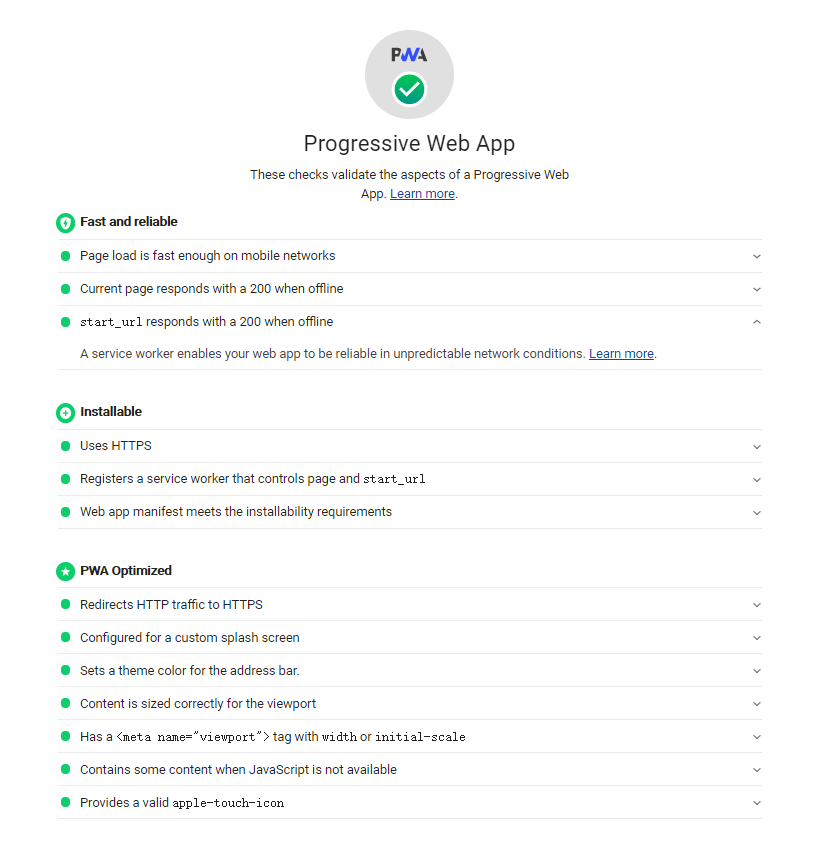 PWA
Progressive Web App
These checks validate the aspects of a Progressive Web
App. Learn more.
Fast and reliable
Page load is fast enough on mobile networks
Current page responds with a 200 when offline
start_url responds with a 200 when offline
A service worker enables your web app to be reliable in unpredictable network conditions. Learn more.
Installable
Uses HTTPS
Registers a service worker that controls page and start_url
Web app manifest meets the installability requirements
PWA Optimized
Redirects HTTP traffic to HTTPS
Configured for a custom splash screen
Sets a theme color for the address bar.
Content is sized correctly for the viewport
Has a <meta name="viewport"> tag with width or initial-scale
Contains some content when JavaScript is not available
Provides a valid apple-touch-icon